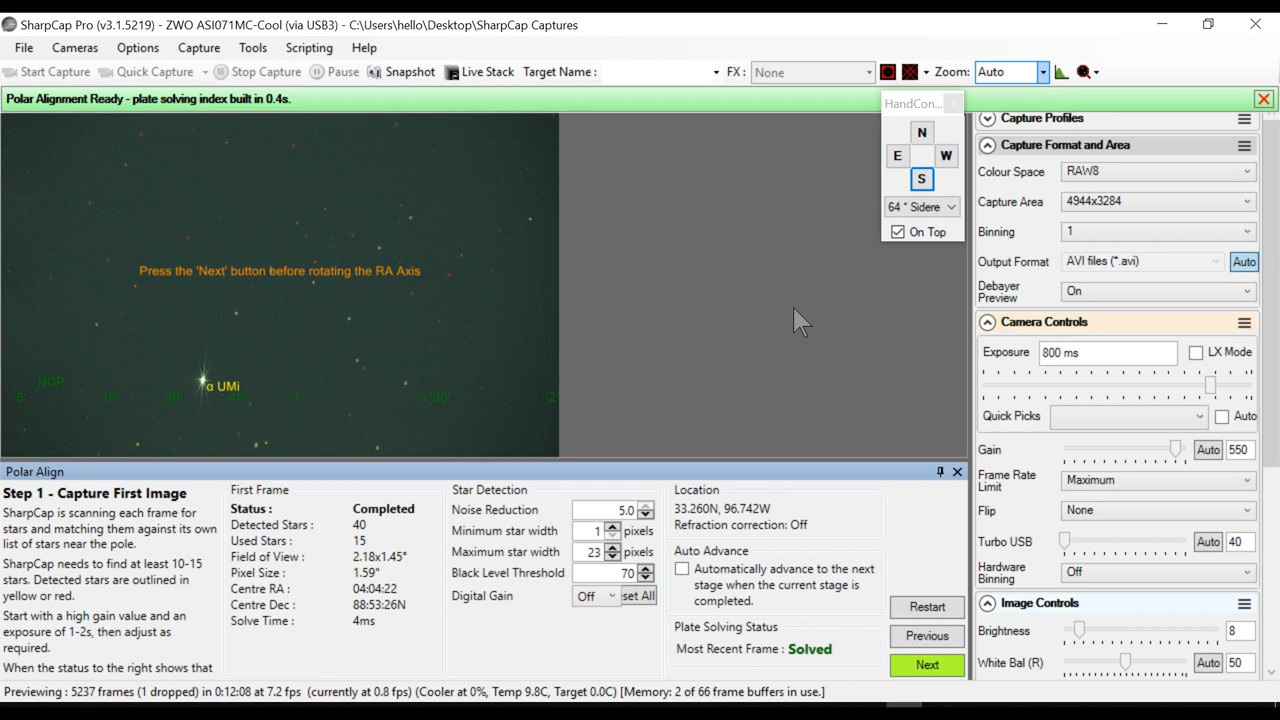 SharpCap Pro (v3.1.5219) - ZWO ASI071MC-Cool (via USB3) - C:\Users\hello\Desktop\SharpCap Captures
File Cameras Options Capture Tools Scripting Help
Start Capture Quick Capture Stop Capture Pause Snapshot Live Stack Target Name : FX : None Zoom: Auto
Polar Alignment Ready - plate solving index built in 0.4s.
HandCon...
N
E W
S
64 * Sidere
On Top
Press the 'Next' button before rotating the RA Axis
α UMi
NCP
5' 15' 30' 45' 1° 1°30' 2°
Capture Profiles
Capture Format and Area
Colour Space RAW8
Capture Area 4944x3284
Binning 1
Output Format AVI files (*.avi) Auto
Debayer
Preview
On
Camera Controls
Exposure 800 ms LX Mode
Quick Picks Auto
Gain Auto 550
Frame Rate
Limit
Maximum
Flip None
Turbo USB Auto 40
Hardware
Binning
Off
Image Controls
Brightness 8
White Bal (R) Auto 50
Polar Align
Step 1 - Capture First Image
SharpCap is scanning each frame for
stars and matching them against its own
list of stars near the pole.
SharpCap needs to find at least 10-15
stars. Detected stars are outlined in
yellow or red.
Start with a high gain value and an
exposure of 1-2s, then adjust as
required.
When the status to the right shows that
First Frame
Status : Completed
Detected Stars : 40
Used Stars : 15
Field of View : 2.18x1.45°
Pixel Size : 1.59"
Centre RA : 04:04:22
Centre Dec : 88:53:26N
Solve Time : 4ms
Star Detection
Noise Reduction 5.0
Minimum star width 1 pixels
Maximum star width 23 pixels
Black Level Threshold 70
Digital Gain Off set All
Location
33.260N, 96.742W
Refraction correction: Off
Auto Advance
Automatically advance to the next
stage when the current stage is
completed.
Plate Solving Status
Most Recent Frame : Solved
Restart
Previous
Next
Previewing : 5237 frames (1 dropped) in 0:12:08 at 7.2 fps (currently at 0.8 fps) (Cooler at 0%, Temp 9.8C, Target 0.0C) [Memory: 2 of 66 frame buffers in use.]